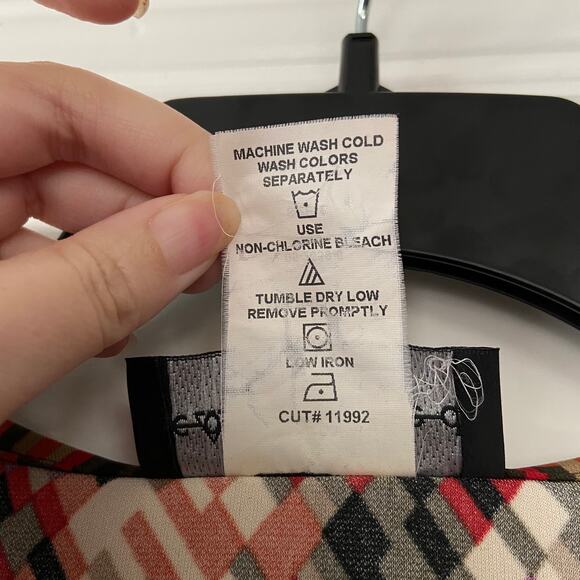 MACHINE WASH COLD
WASH COLORS
SEPARATELY
USE
NON-CHLORINE BLEACH
TUMBLE DRY LOW
REMOVE PROMPTLY
LOW IRON
CUT# 11992